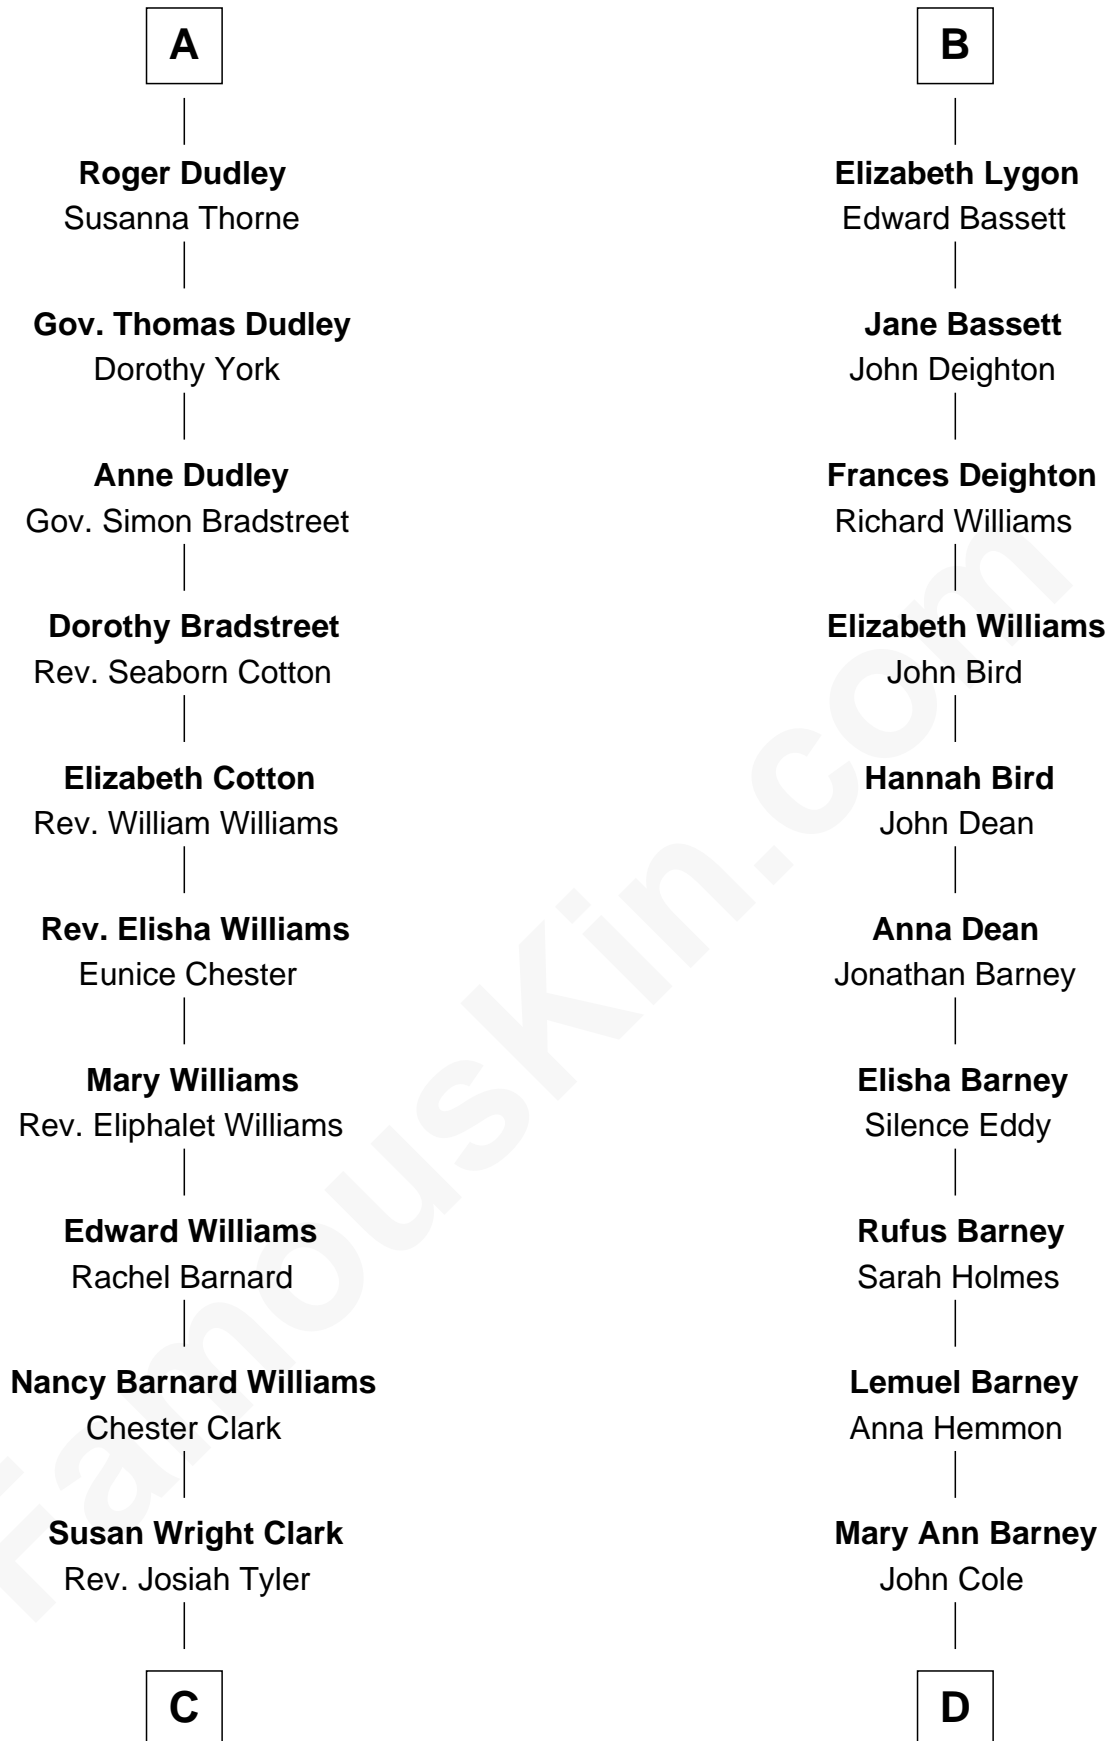 A
Roger Dudley
Susanna Thorne
Gov. Thomas Dudley
Dorothy York
Anne Dudley
Gov. Simon Bradstreet
Dorothy Bradstreet
Rev. Seaborn Cotton
Elizabeth Cotton
Rev. William Williams
Rev. Elisha Williams
Eunice Chester
Mary Williams
Rev. Eliphalet Williams
Edward Williams
Rachel Barnard
Nancy Barnard Williams
Chester Clark
Susan Wright Clark
Rev. Josiah Tyler
C
B
Elizabeth Lygon
Edward Bassett
Jane Bassett
John Deighton
Frances Deighton
Richard Williams
Elizabeth Williams
John Bird
Hannah Bird
John Dean
Anna Dean
Jonathan Barney
Elisha Barney
Silence Eddy
Rufus Barney
Sarah Holmes
Lemuel Barney
Anna Hemmon
Mary Ann Barney
John Cole
D
FamousKin.com